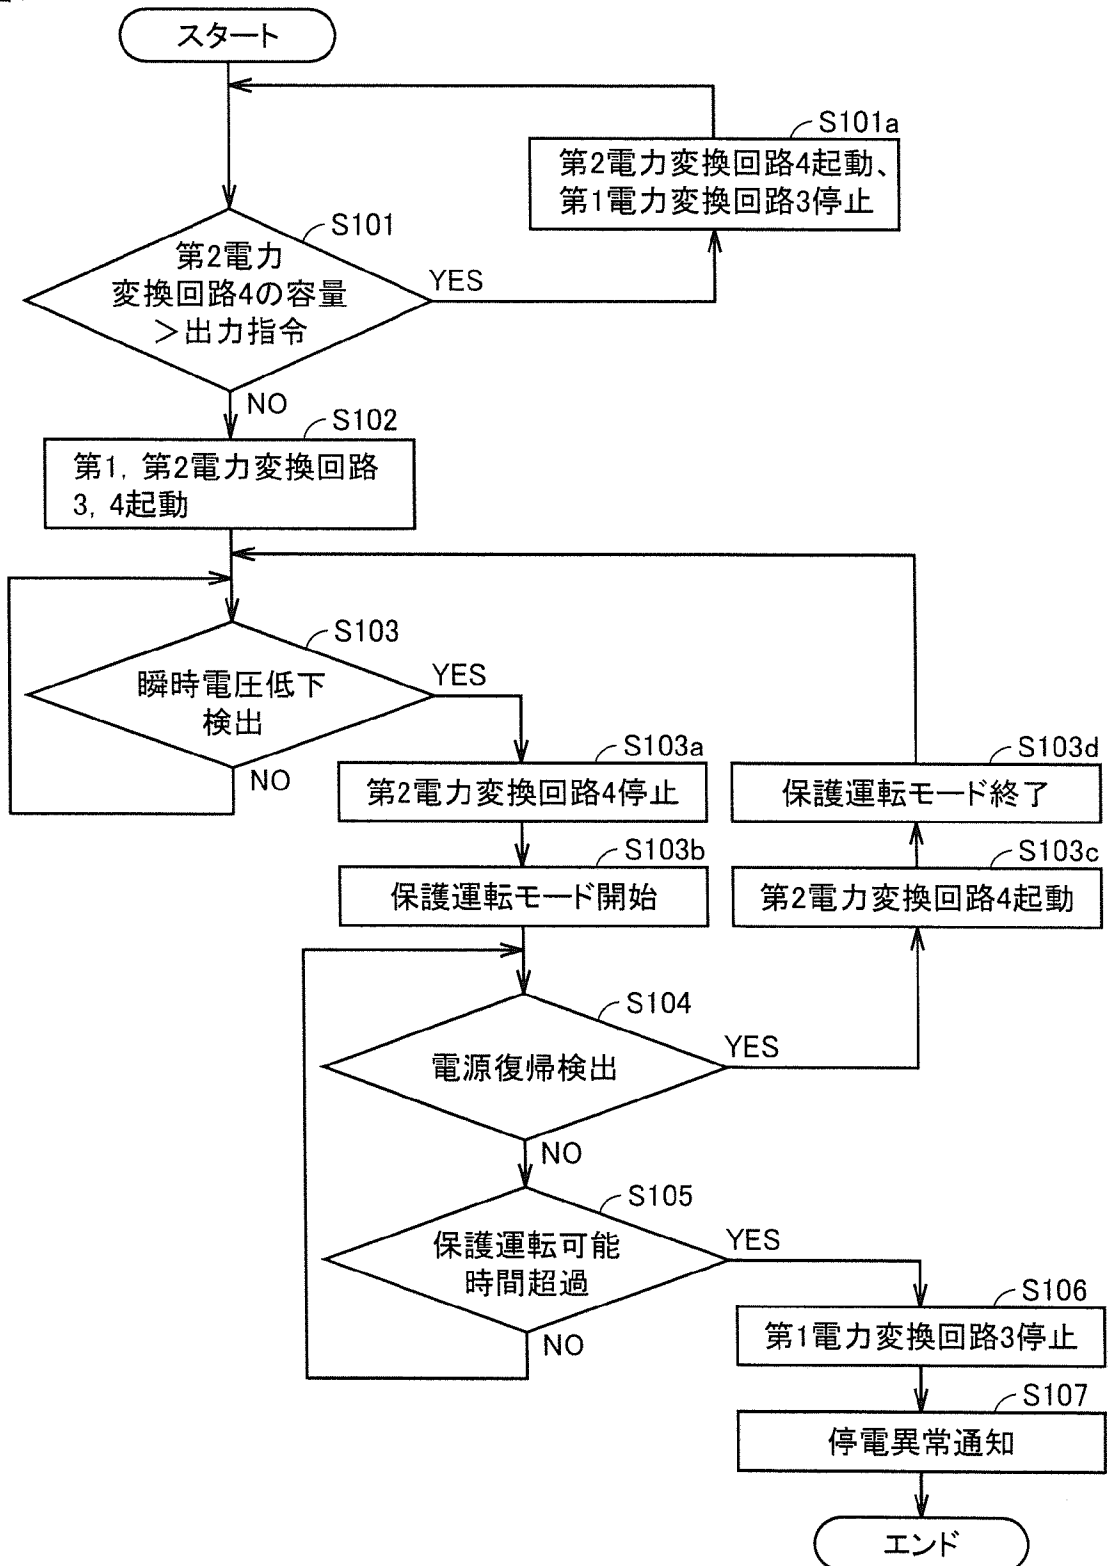 スタート
S101a
第2電力変換回路4起動、
第1電力変換回路3停止
S101
第2電力
変換回路4の容量
＞出力指令
YES
NO
S102
第1，第2電力変換回路
3，4起動
S103
瞬時電圧低下
検出
YES
NO
S103a
第2電力変換回路4停止
S103b
保護運転モード開始
S103d
保護運転モード終了
S103c
第2電力変換回路4起動
S104
電源復帰検出
YES
NO
S105
保護運転可能
時間超過
YES
NO
S106
第1電力変換回路3停止
S107
停電異常通知
エンド